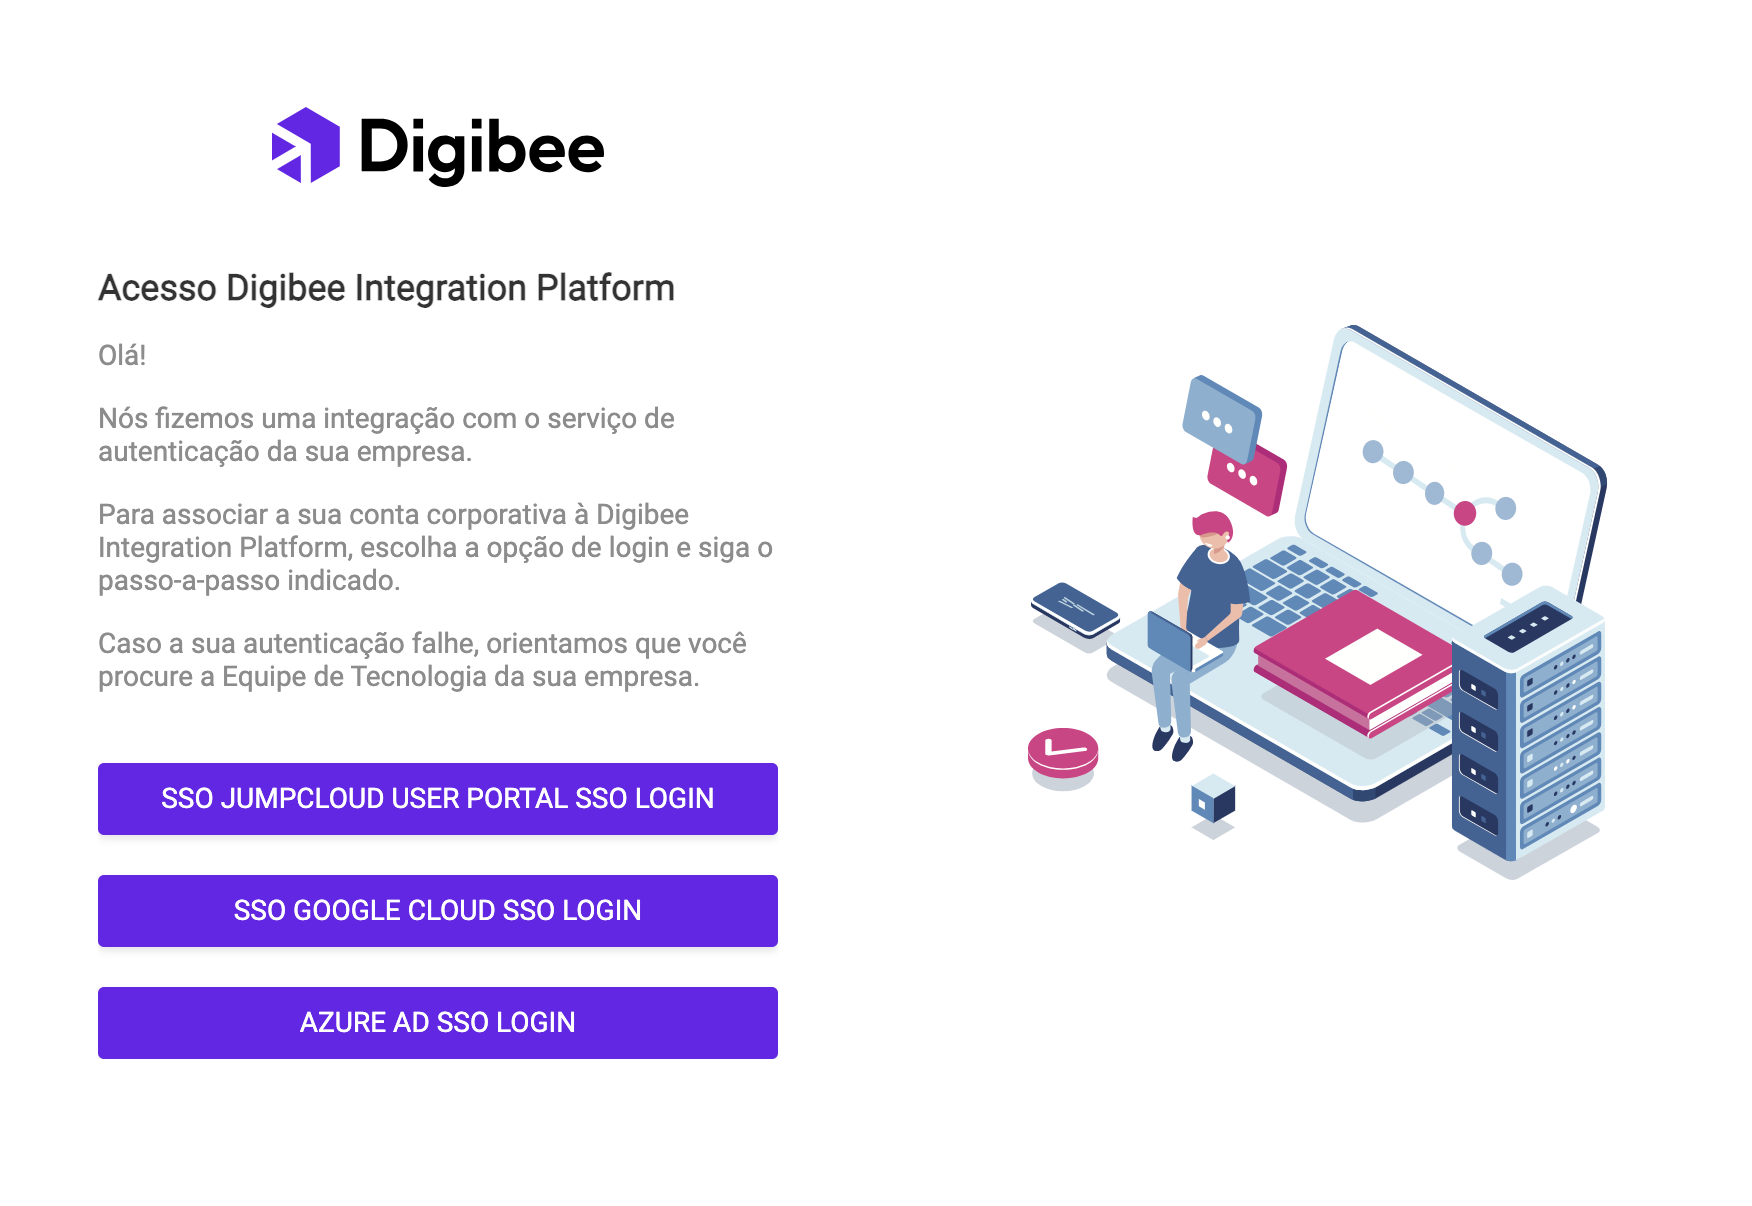 Digibee
Acesso Digibee Integration Platform
Olá!
Nós fizemos uma integração com o serviço de
autenticação da sua empresa.
Para associar a sua conta corporativa à Digibee
Integration Platform, escolha a opção de login e siga o
passo-a-passo indicado.
Caso a sua autenticação falhe, orientamos que você
procure a Equipe de Tecnologia da sua empresa.
SSO JUMPCLOUD USER PORTAL SSO LOGIN
SSO GOOGLE CLOUD SSO LOGIN
AZURE AD SSO LOGIN